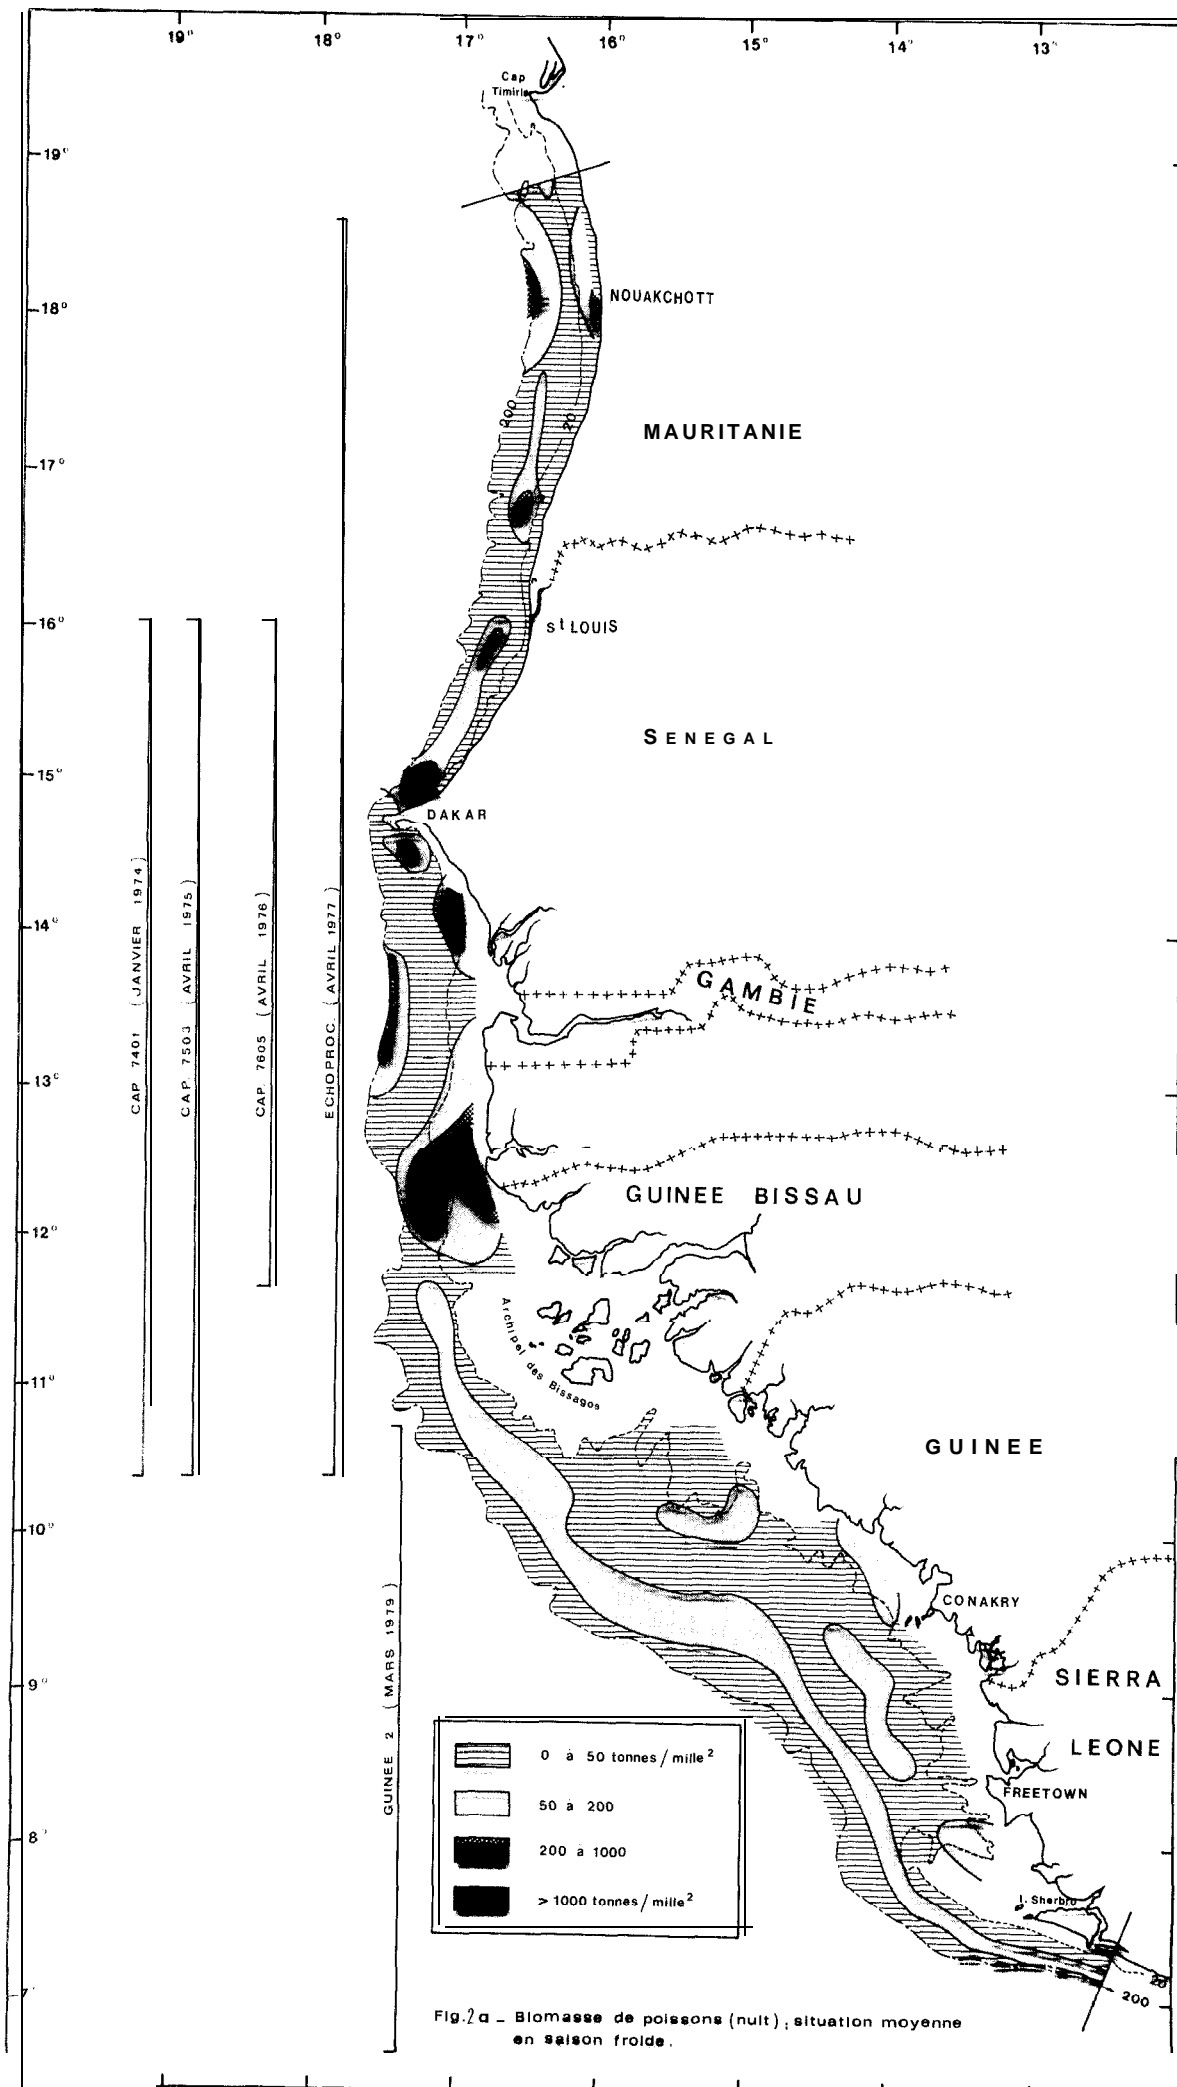 19° 18° 17° 16° 15° 14° 13°
Cap
Timiris
19°
NOUAKCHOTT
18°
200
20
MAURITANIE
17°
16°
St LOUIS
SENEGAL
15°
DAKAR
14°
GAMBIE
13°
CAP 7401 (JANVIER 1974)
CAP. 7503 (AVRIL 1975)
CAP. 7605 (AVRIL 1976)
ECHOPROC. (AVRIL 1977)
GUINEE BISSAU
12°
Archipel des Bissagos
11°
GUINEE
10°
CONAKRY
GUINEE 2 (MARS 1979)
9°
SIERRA
LEONE
0 à 50 tonnes/mille²
50 à 200
200 à 1000
>1000 tonnes/mille²
FREETOWN
8°
I. Sherbro
20
200
7°
Fig.2a _ Biomasse de poissons (nuit); situation moyenne
en saison froide.